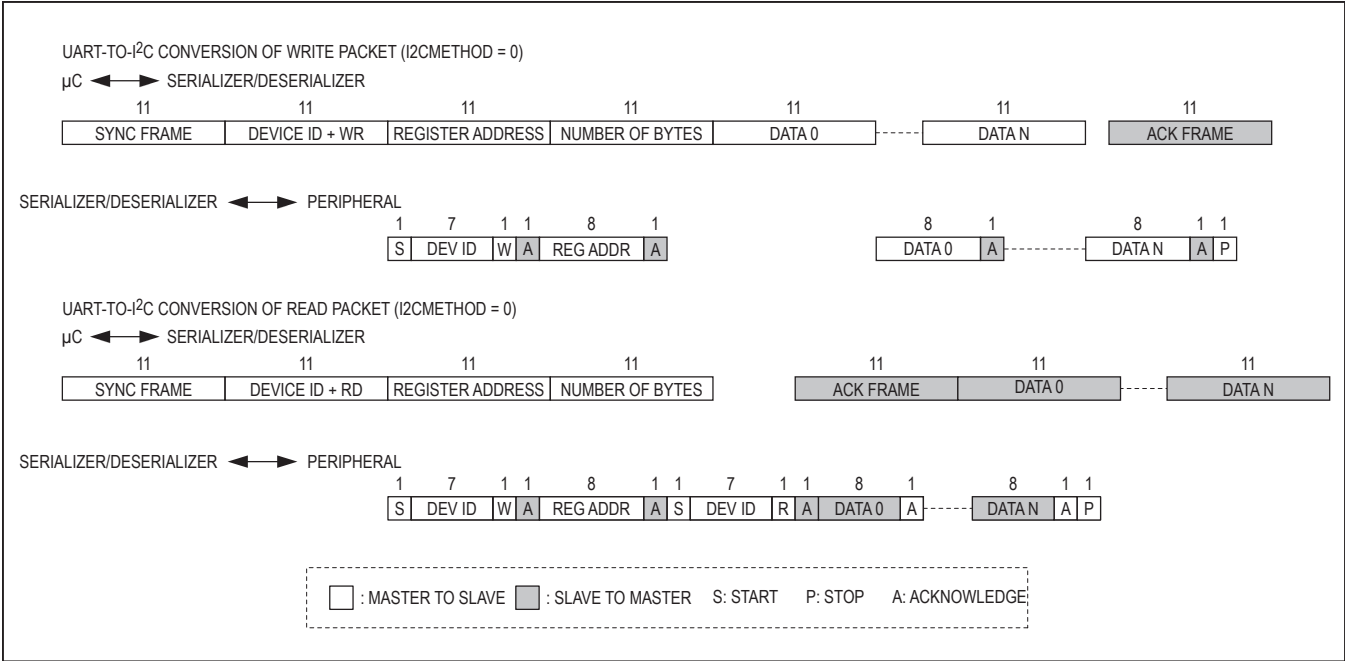 UART-TO-I2C CONVERSION OF WRITE PACKET (I2CMETHOD = 0)
µC SERIALIZER/DESERIALIZER
11 11 11 11 11 11 11
SYNC FRAME DEVICE ID + WR REGISTER ADDRESS NUMBER OF BYTES DATA 0 DATA N ACK FRAME
SERIALIZER/DESERIALIZER PERIPHERAL
1 7 1 1 8 1 8 1 8 1 1
S DEV ID W A REG ADDR A DATA 0 A DATA N A P
UART-TO-I2C CONVERSION OF READ PACKET (I2CMETHOD = 0)
µC SERIALIZER/DESERIALIZER
11 11 11 11 11 11 11
SYNC FRAME DEVICE ID + RD REGISTER ADDRESS NUMBER OF BYTES ACK FRAME DATA 0 DATA N
SERIALIZER/DESERIALIZER PERIPHERAL
1 7 1 1 8 1 1 7 1 1 8 1 8 1 1
S DEV ID W A REG ADDR A S DEV ID R A DATA 0 A DATA N A P
: MASTER TO SLAVE : SLAVE TO MASTER S: START P: STOP A: ACKNOWLEDGE